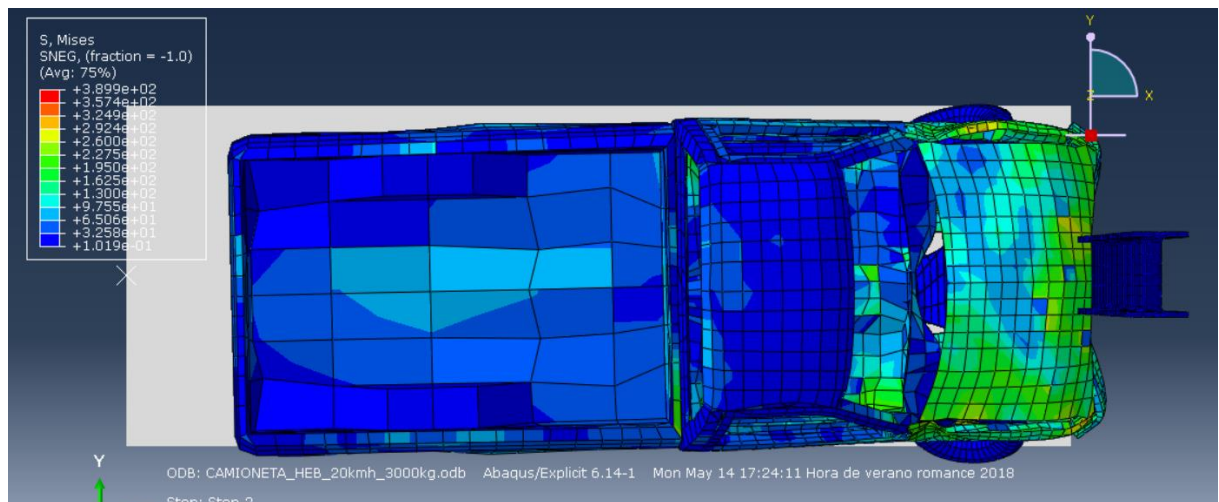 S, Mises
SNEG, (fraction = -1.0)
(Avg: 75%)
+3.899e+02
+3.574e+02
+3.249e+02
+2.924e+02
+2.600e+02
+2.275e+02
+1.950e+02
+1.625e+02
+1.300e+02
+9.755e+01
+6.506e+01
+3.258e+01
+1.019e-01
Y
Z
X
Y
ODB: CAMIONETA_HEB_20kmh_3000kg.odb Abaqus/Explicit 6.14-1 Mon May 14 17:24:11 Hora de verano romance 2018
Step: Step-2